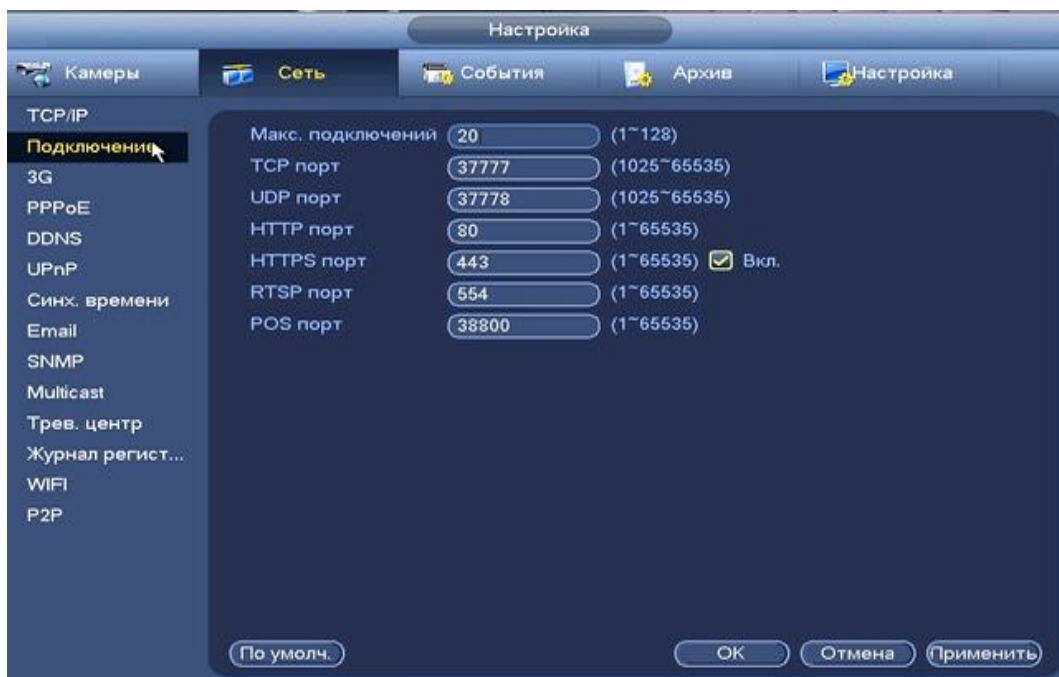 Настройка
Камеры Сеть События Архив Настройка
TCP/IP
Подключение
3G
PPPoE
DDNS
UPnP
Синх. времени
Email
SNMP
Multicast
Трев. центр
Журнал регист...
WIFI
P2P
Макс. подключений 20 (1~128)
TCP порт 37777 (1025~65535)
UDP порт 37778 (1025~65535)
HTTP порт 80 (1~65535)
HTTPS порт 443 (1~65535) Вкл.
RTSP порт 554 (1~65535)
POS порт 38800 (1~65535)
По умолч. OK Отмена Применить